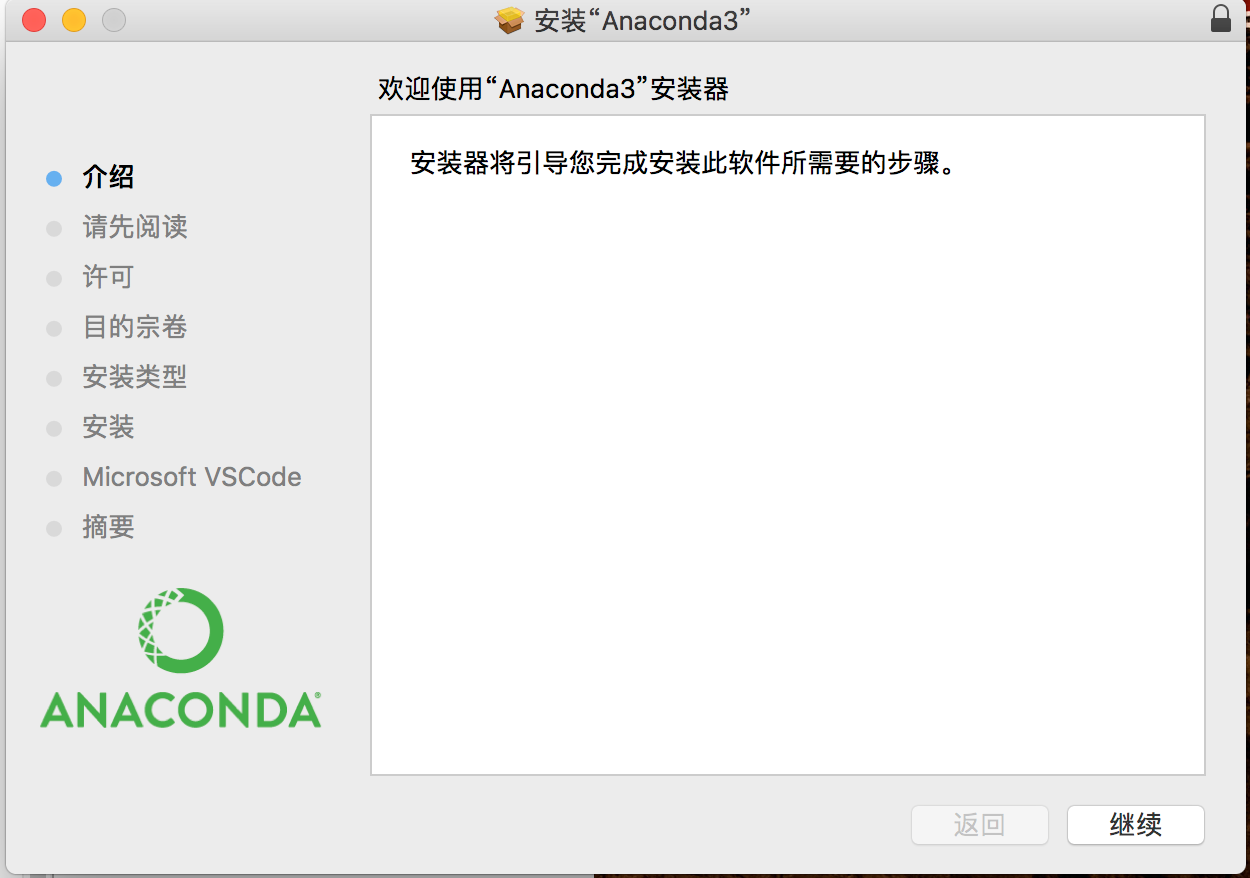 安装“Anaconda3”
欢迎使用“Anaconda3”安装器
安装器将引导您完成安装此软件所需要的步骤。
介绍
请先阅读
许可
目的宗卷
安装类型
安装
Microsoft VSCode
摘要
ANACONDA®
返回
继续